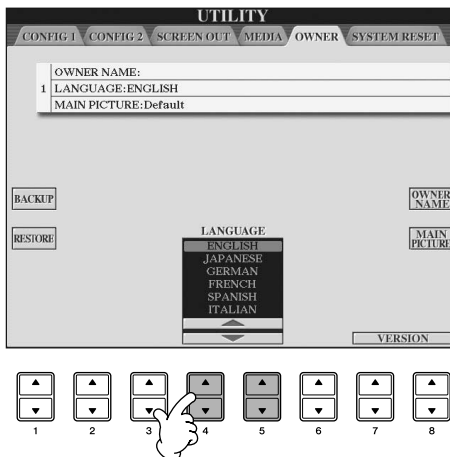 UTILITY
CONFIG 1 CONFIG 2 SCREEN OUT MEDIA OWNER SYSTEM RESET
OWNER NAME:
1 LANGUAGE:ENGLISH
MAIN PICTURE:Default
BACKUP
OWNER NAME
RESTORE
MAIN PICTURE
LANGUAGE
ENGLISH
JAPANESE
GERMAN
FRENCH
SPANISH
ITALIAN
VERSION
1 2 3 4 5 6 7 8